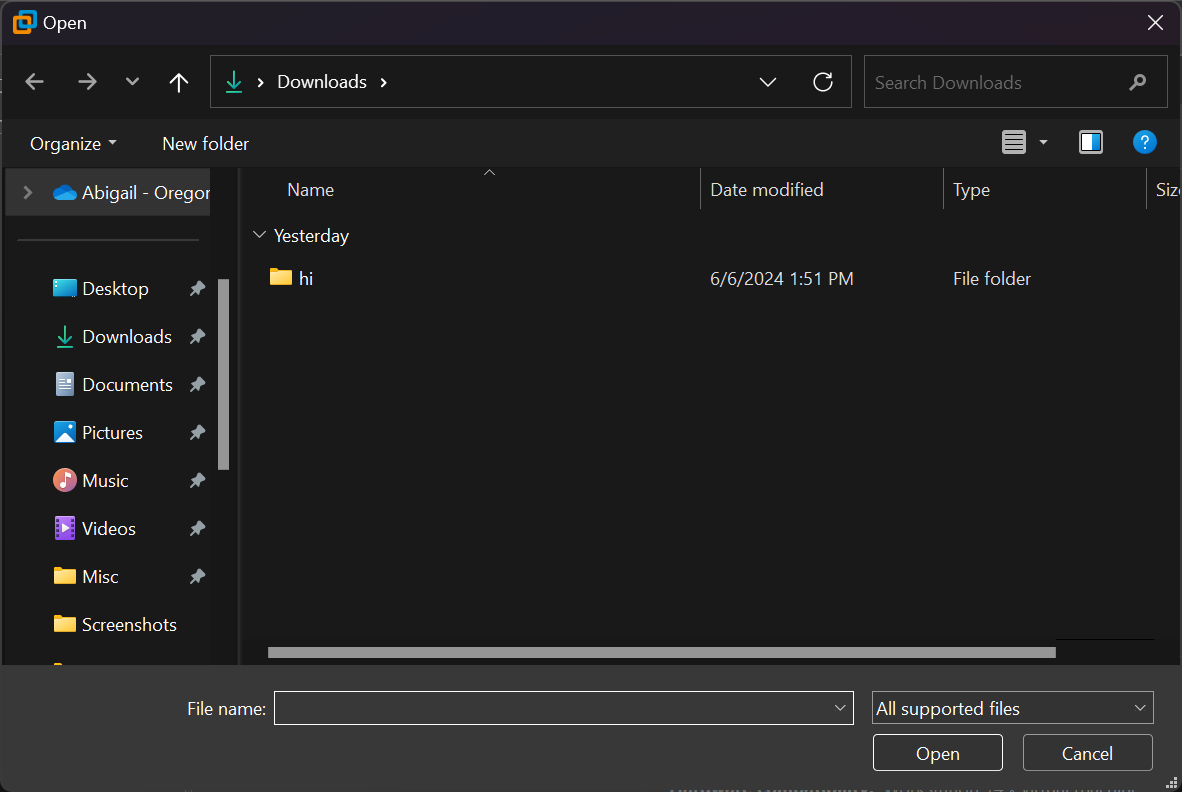 Open
Downloads
Search Downloads
Organize
New folder
?
Abigail - Oregon
Name
Date modified
Type
Size
Yesterday
hi
6/6/2024 1:51 PM
File folder
Desktop
Downloads
Documents
Pictures
Music
Videos
Misc
Screenshots
File name:
All supported files
Open
Cancel